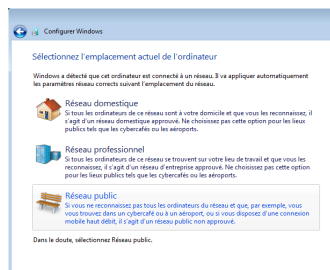 Configurer Windows
Sélectionnez l'emplacement actuel de l'ordinateur
Windows a détecté que cet ordinateur est connecté à un réseau. Il va appliquer automatiquement
les paramètres réseau corrects suivant l'emplacement du réseau.
Réseau domestique
Si tous les ordinateurs de ce réseau sont à votre domicile et que vous les reconnaissez, il
s'agit d'un réseau domestique approuvé. Ne choisissez pas cette option pour les lieux
publics tels que les cybercafés ou les aéroports.
Réseau professionnel
Si tous les ordinateurs de ce réseau se trouvent sur votre lieu de travail et que vous les
reconnaissez, il s'agit d'un réseau d'entreprise approuvé. Ne choisissez pas cette option
pour les lieux publics tels que les cybercafés ou les aéroports.
Réseau public
Si vous ne reconnaissez pas tous les ordinateurs du réseau et que, par exemple, vous
vous trouvez dans un cybercafé ou à un aéroport, ou si vous disposez d'une connexion
mobile haut débit, il s'agit d'un réseau public non approuvé.
Dans le doute, sélectionnez Réseau public.